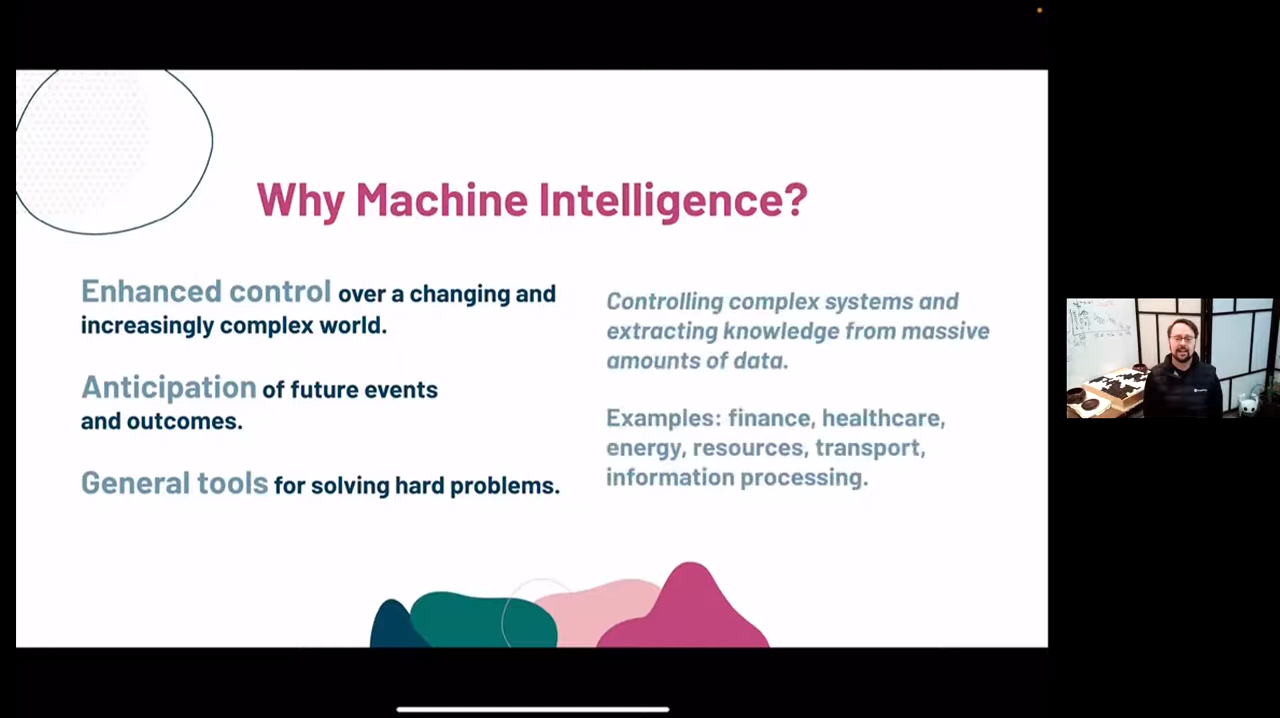 Why Machine Intelligence?
Enhanced control over a changing and
increasingly complex world.
Anticipation of future events
and outcomes.
General tools for solving hard problems.
Controlling complex systems and
extracting knowledge from massive
amounts of data.
Examples: finance, healthcare,
energy, resources, transport,
information processing.